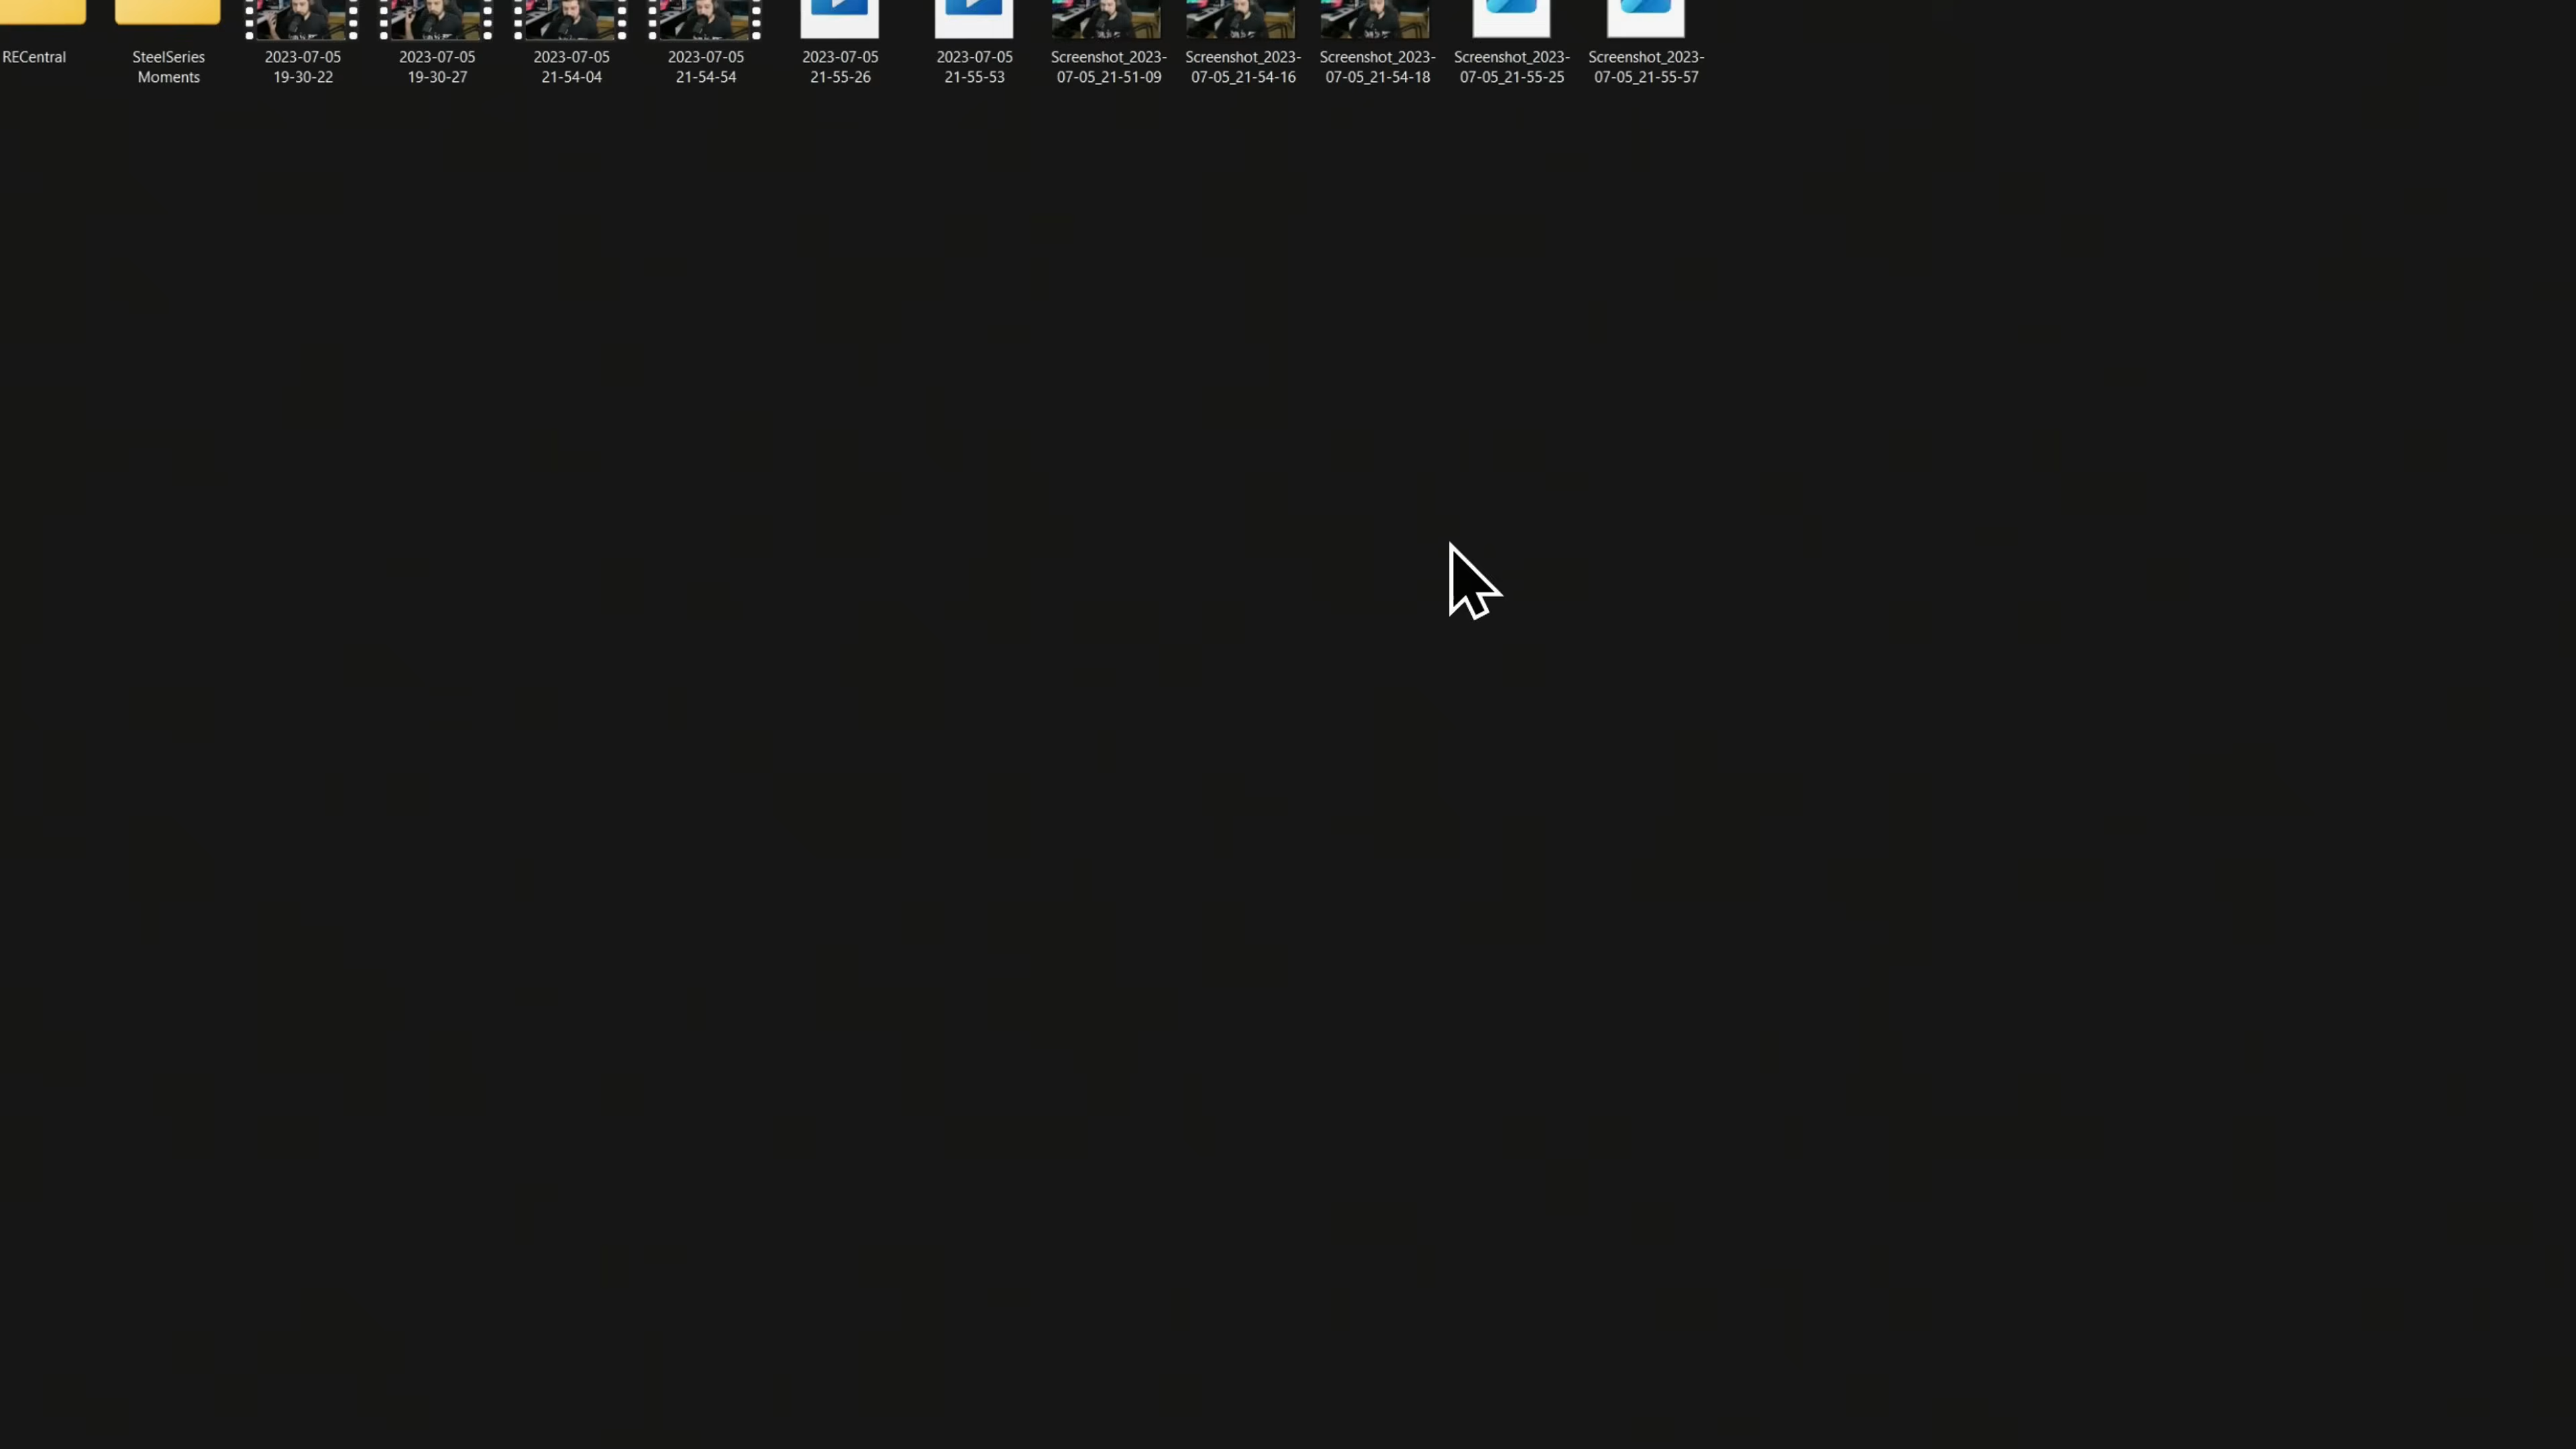 RECentral
SteelSeries
Moments
2023-07-05
19-30-22
2023-07-05
19-30-27
2023-07-05
21-54-04
2023-07-05
21-54-54
2023-07-05
21-55-26
2023-07-05
21-55-53
Screenshot_2023-
07-05_21-51-09
Screenshot_2023-
07-05_21-54-16
Screenshot_2023-
07-05_21-54-18
Screenshot_2023-
07-05_21-55-25
Screenshot_2023-
07-05_21-55-57